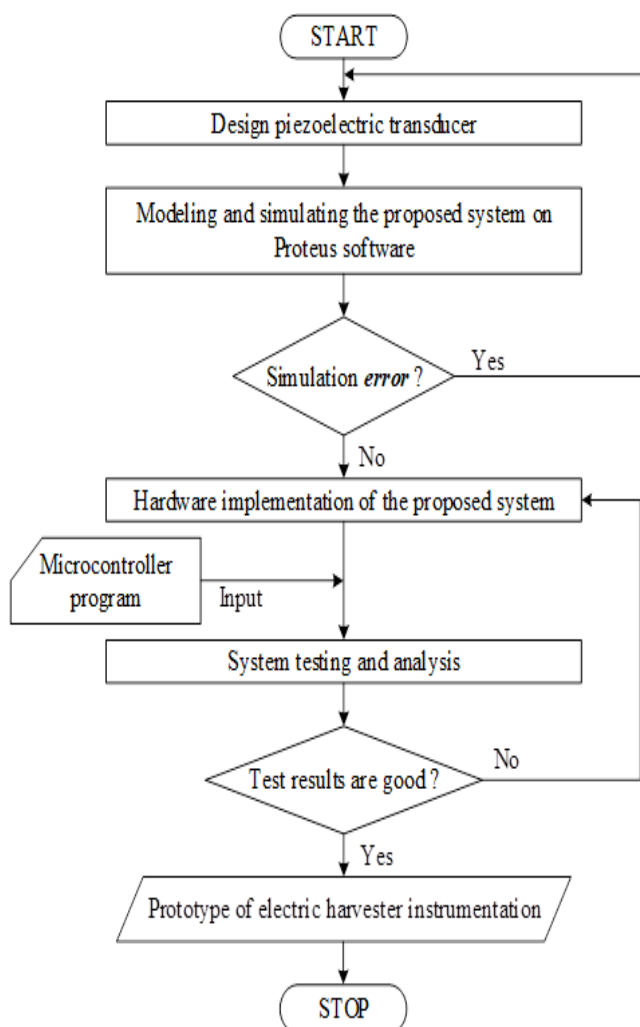 START
Design piezoelectric transducer
Modeling and simulating the proposed system on
Proteus software
Simulation error ?
Yes
No
Hardware implementation of the proposed system
Microcontroller
program
Input
System testing and analysis
Test results are good ?
No
Yes
Prototype of electric harvester instrumentation
STOP